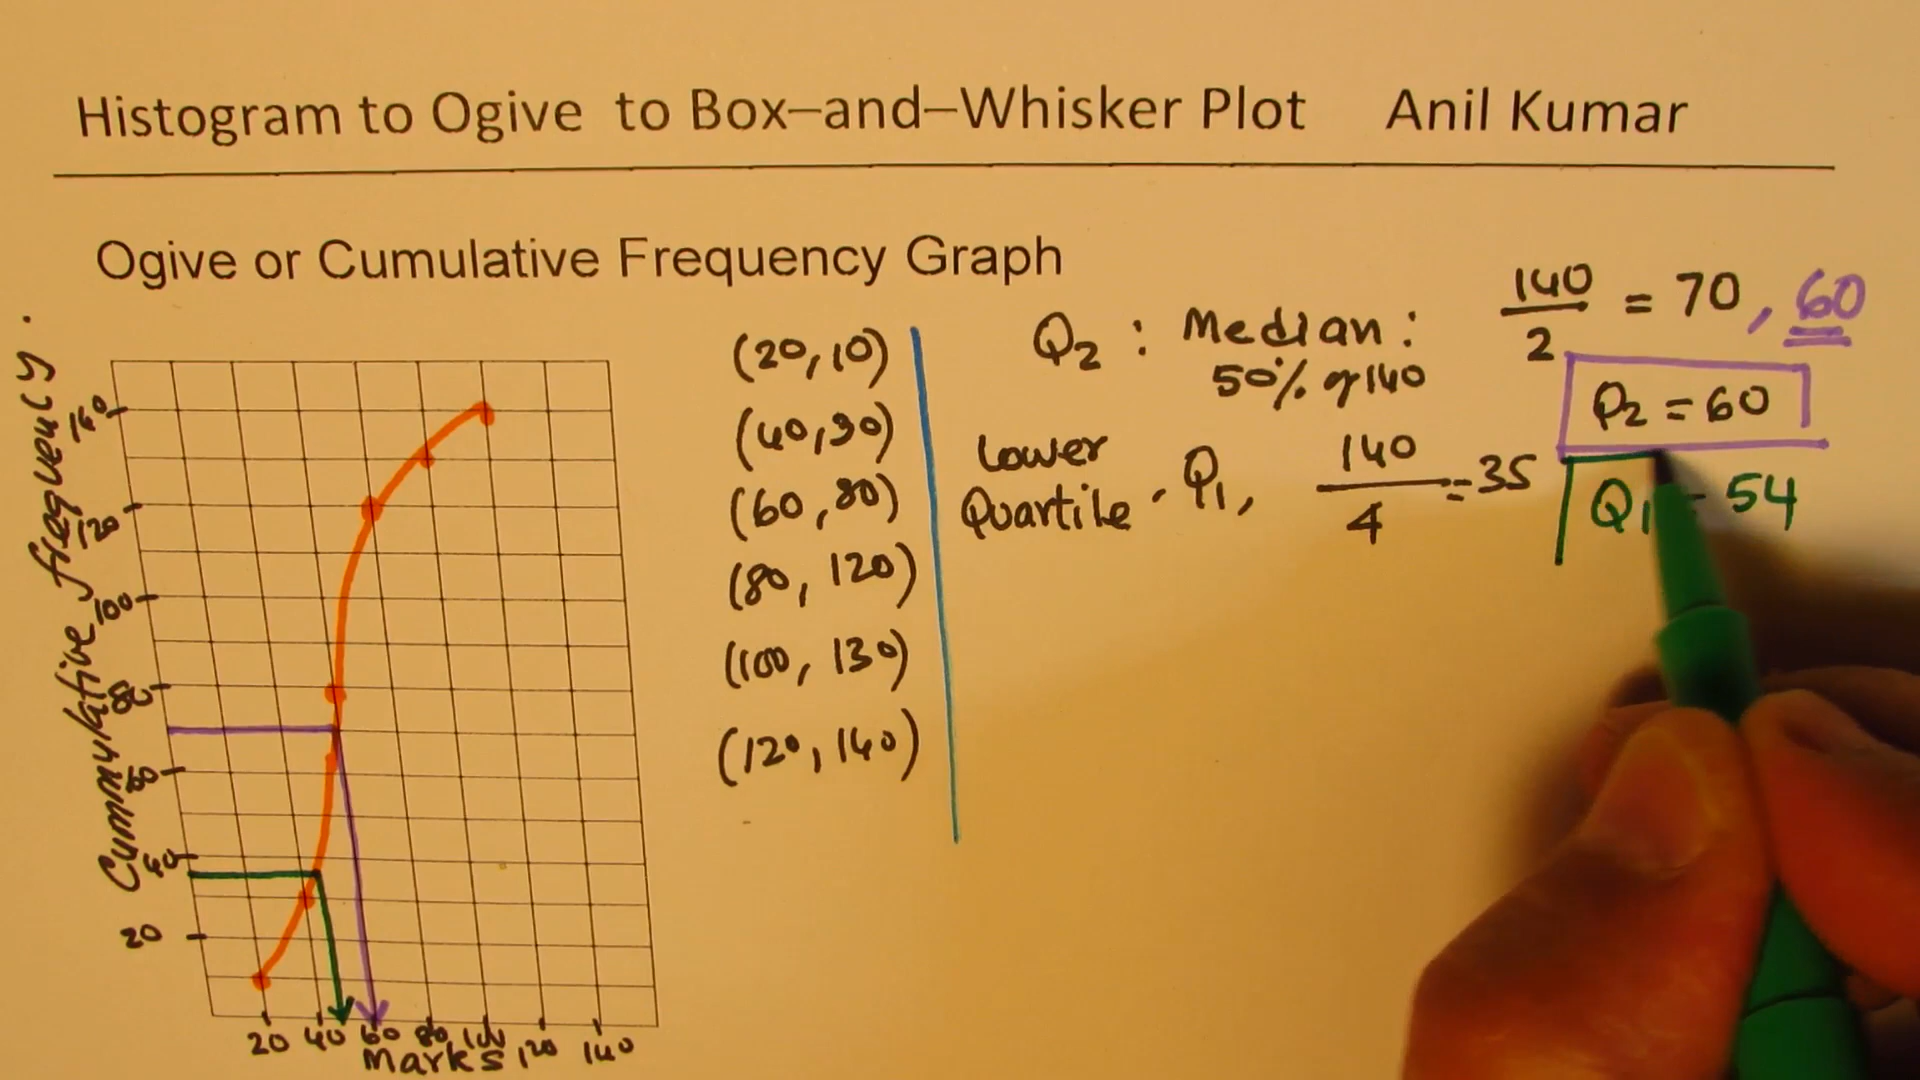 Histogram to Ogive to Box–and–Whisker Plot Anil Kumar
Ogive or Cumulative Frequency Graph
Cummulative frequency.
140
120
100
80
60
40
20
20 40 60 80 100 120 140
Marks
(20, 10)
(40, 30)
(60, 80)
(80, 120)
(100, 130)
(120, 140)
Q2 : Median : 140/2 = 70, 60
50% of 140
Q2 = 60
Lower Quartile . Q1, 140/4 = 35
Q1 = 54